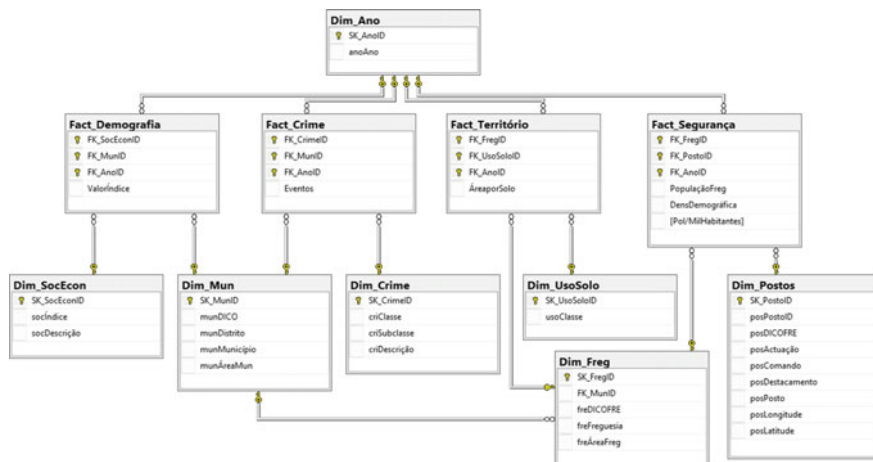 Dim_Ano
SK_AnoID
anoAno
Fact_Demografia
FK_SocEconID
FK_MunID
FK_AnoID
ValorÍndice
Fact_Crime
FK_CrimeID
FK_MunID
FK_AnoID
Eventos
Fact_Território
FK_FregID
FK_UsoSoloID
FK_AnoID
ÁreaporSolo
Fact_Segurança
FK_FregID
FK_PostoID
FK_AnoID
PopulaçãoFreg
DensDemográfica
[Pol/MilHabitantes]
Dim_SocEcon
SK_SocEconID
socÍndice
socDescrição
Dim_Mun
SK_MunID
munDICO
munDistrito
munMunicípio
munÁreaMun
Dim_Crime
SK_CrimeID
criClasse
criSubclasse
criDescrição
Dim_UsoSolo
SK_UsoSoloID
usoClasse
Dim_Freg
SK_FregID
FK_MunID
freDICOFRE
freFreguesia
freÁreaFreg
Dim_Postos
SK_PostoID
posPostoID
posDICOFRE
posActuação
posComando
posDestacamento
posPosto
posLongitude
posLatitude